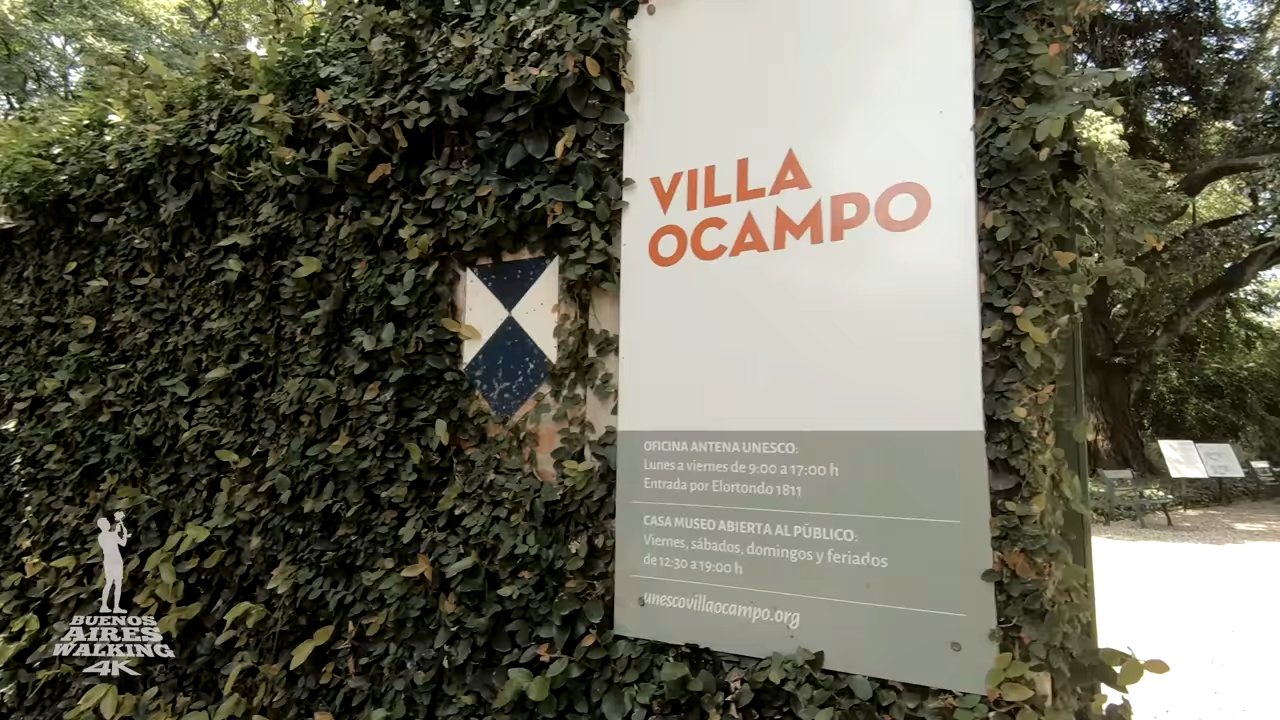 VILLA
OCAMPO
OFICINA ANTENA UNESCO:
Lunes a viernes de 9:00 a 17:00 h
Entrada por Elortondo 1811
CASA MUSEO ABIERTA AL PÚBLICO:
Viernes, sábados, domingos y feriados
de 12:30 a 19:00 h
unescovillaocampo.org
BUENOS
AIRES
WALKING
4K